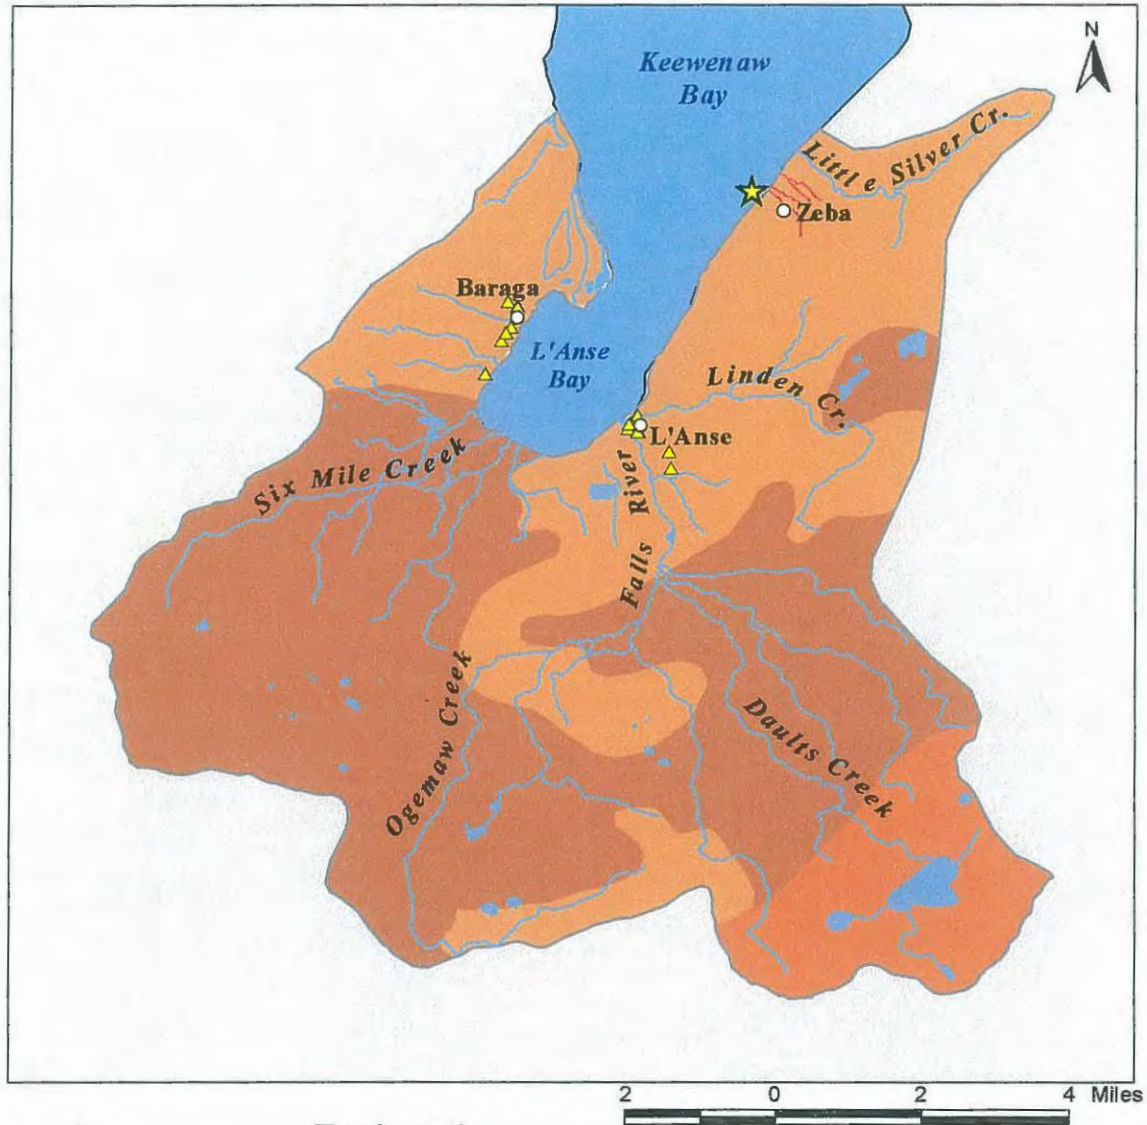 N
Keewenaw
Bay
Little Silver Cr.
Zeba
Baraga
L'Anse
Bay
Linden Cr.
L'Anse
Six Mile Creek
Falls River
Ogemaw Creek
Daults Creek
2 0 2 4 Miles